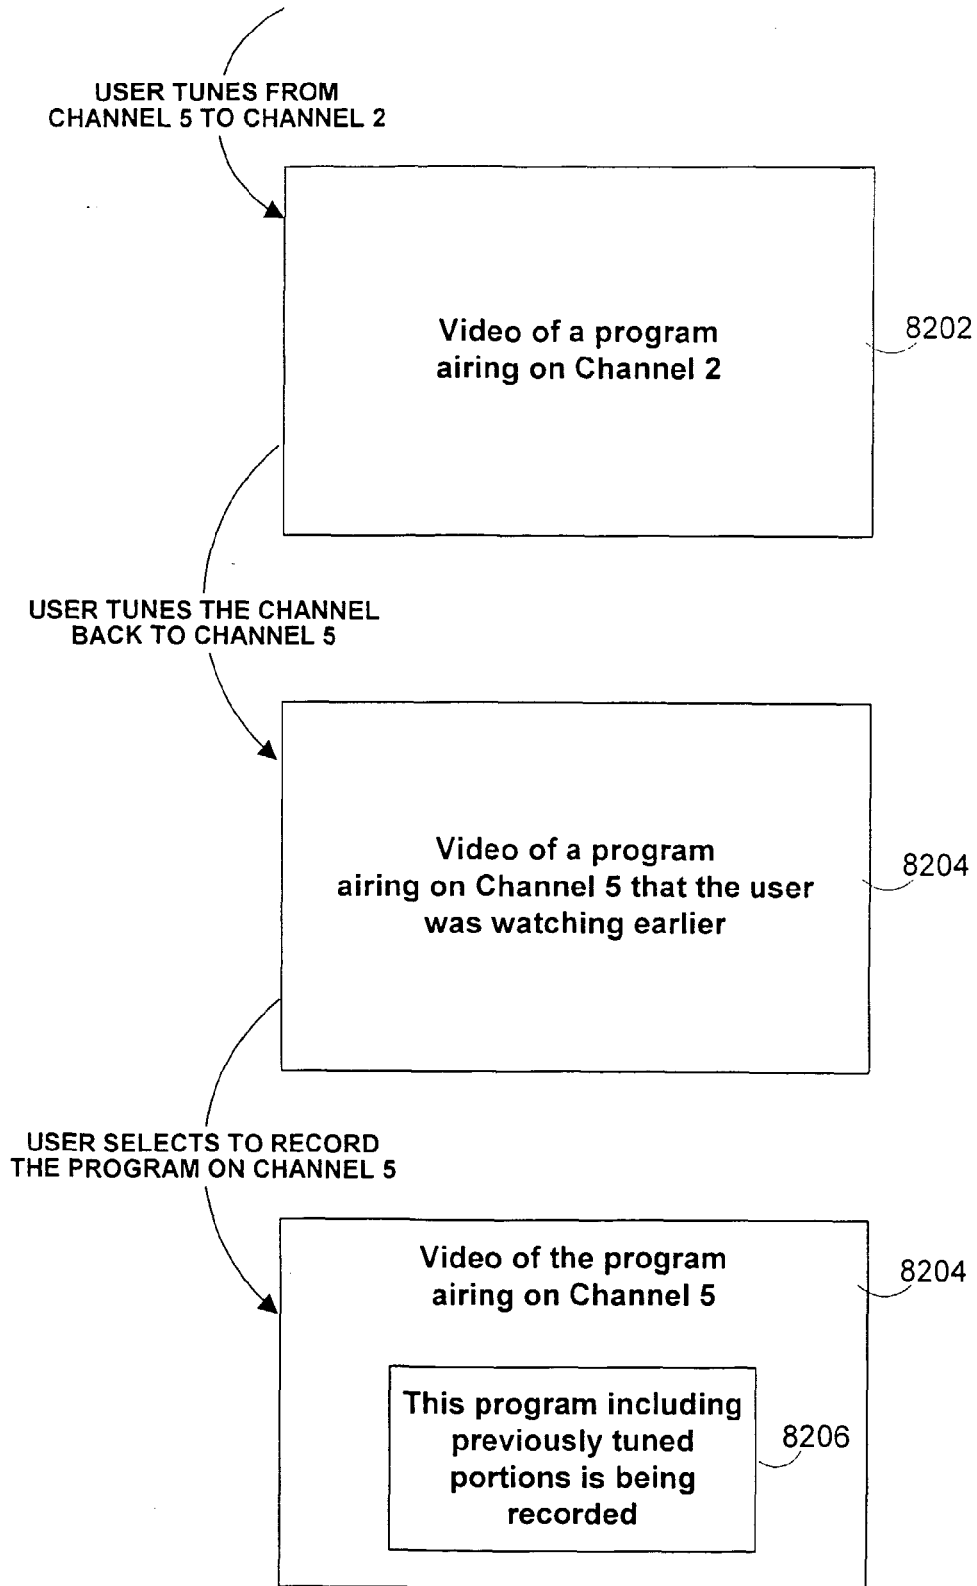 USER TUNES FROM
CHANNEL 5 TO CHANNEL 2
Video of a program
airing on Channel 2
8202
USER TUNES THE CHANNEL
BACK TO CHANNEL 5
Video of a program
airing on Channel 5 that the user
was watching earlier
8204
USER SELECTS TO RECORD
THE PROGRAM ON CHANNEL 5
Video of the program
airing on Channel 5
8204
This program including
previously tuned
portions is being
recorded
8206